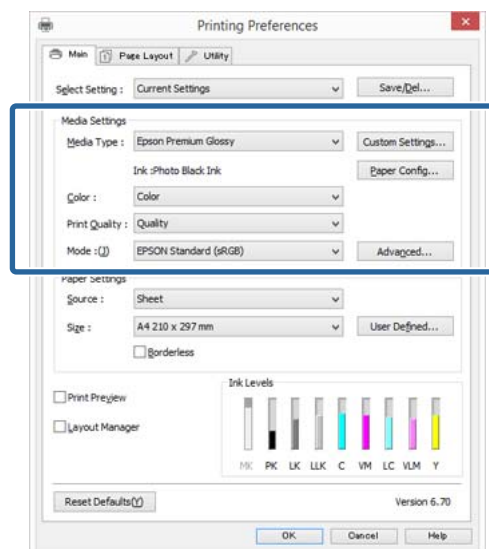 Printing Preferences
Main Page Layout Utility
Select Setting : Current Settings Save/Del...
Media Settings
Media Type : Epson Premium Glossy Custom Settings...
Ink :Photo Black Ink Paper Config...
Color : Color
Print Quality : Quality
Mode :(J) EPSON Standard (sRGB) Advanced...
Paper Settings
Source : Sheet
Size : A4 210 x 297 mm User Defined...
Borderless
Print Preview
Layout Manager
Ink Levels
MK PK LK LLK C VM LC VLM Y
Reset Defaults(Y) Version 6.70
OK Cancel Help